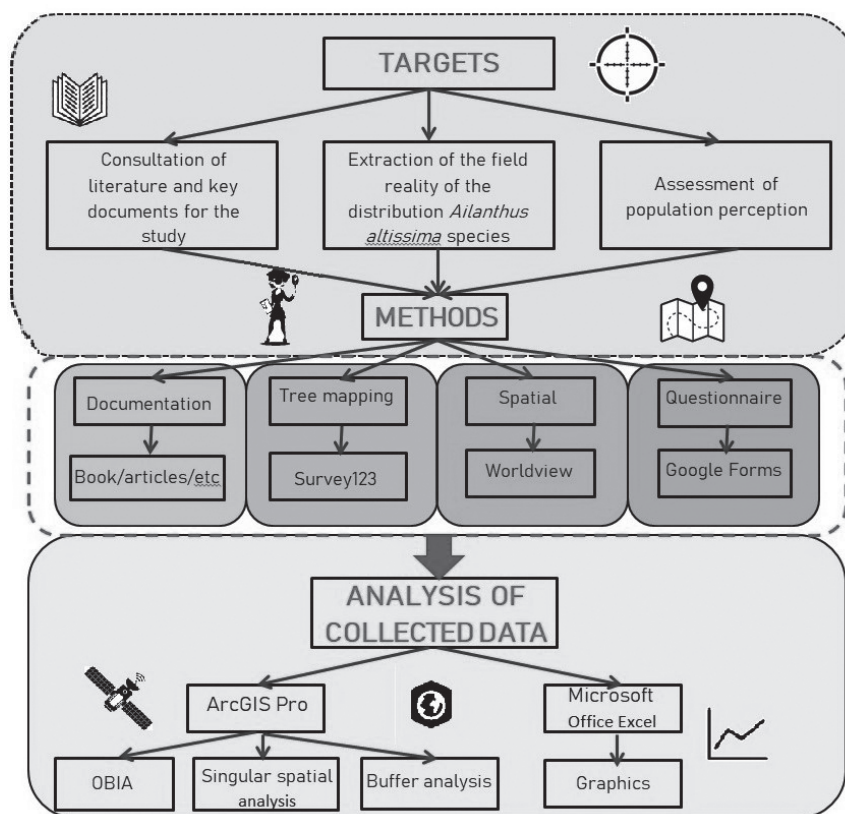 TARGETS
Consultation of
literature and key
documents for the
study
Extraction of the field
reality of the
distribution Ailanthus
altissima species
Assessment of
population perception
METHODS
Documentation
Tree mapping
Spatial
Questionnaire
Book/articles/etc
Survey123
Worldview
Google Forms
ANALYSIS OF
COLLECTED DATA
ArcGIS Pro
Microsoft
Office Excel
OBIA
Singular spatial
analysis
Buffer analysis
Graphics